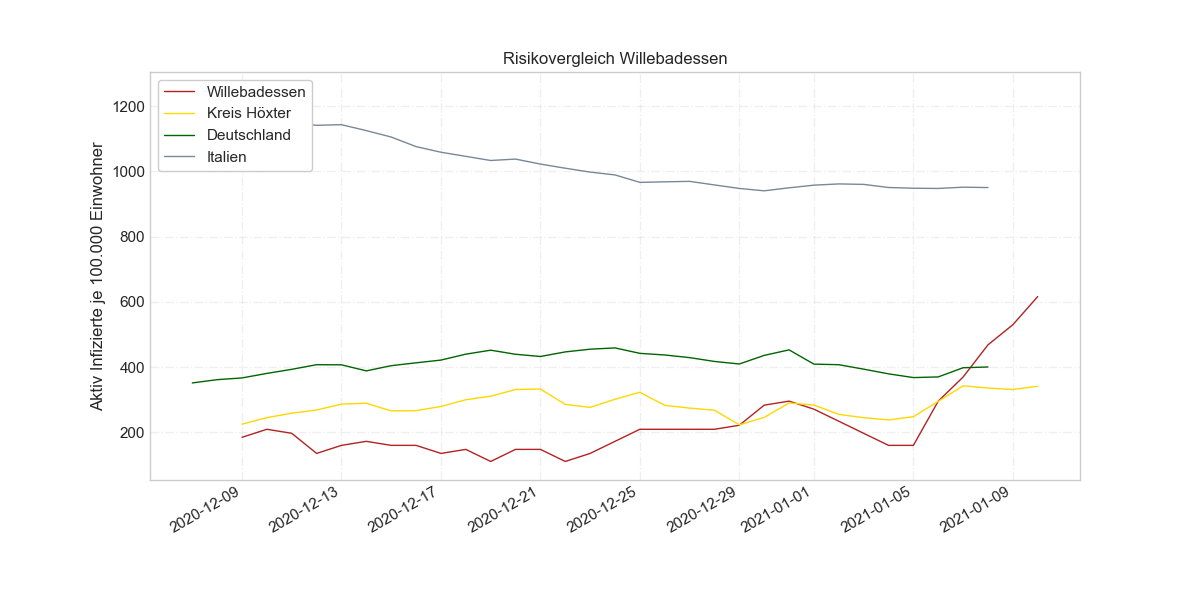 Risikovergleich Willebadessen
Willebadessen
Kreis Höxter
Deutschland
Italien
Aktiv Infizierte je 100.000 Einwohner
1200
1000
800
600
400
200
2020-12-09
2020-12-13
2020-12-17
2020-12-21
2020-12-25
2020-12-29
2021-01-01
2021-01-05
2021-01-09